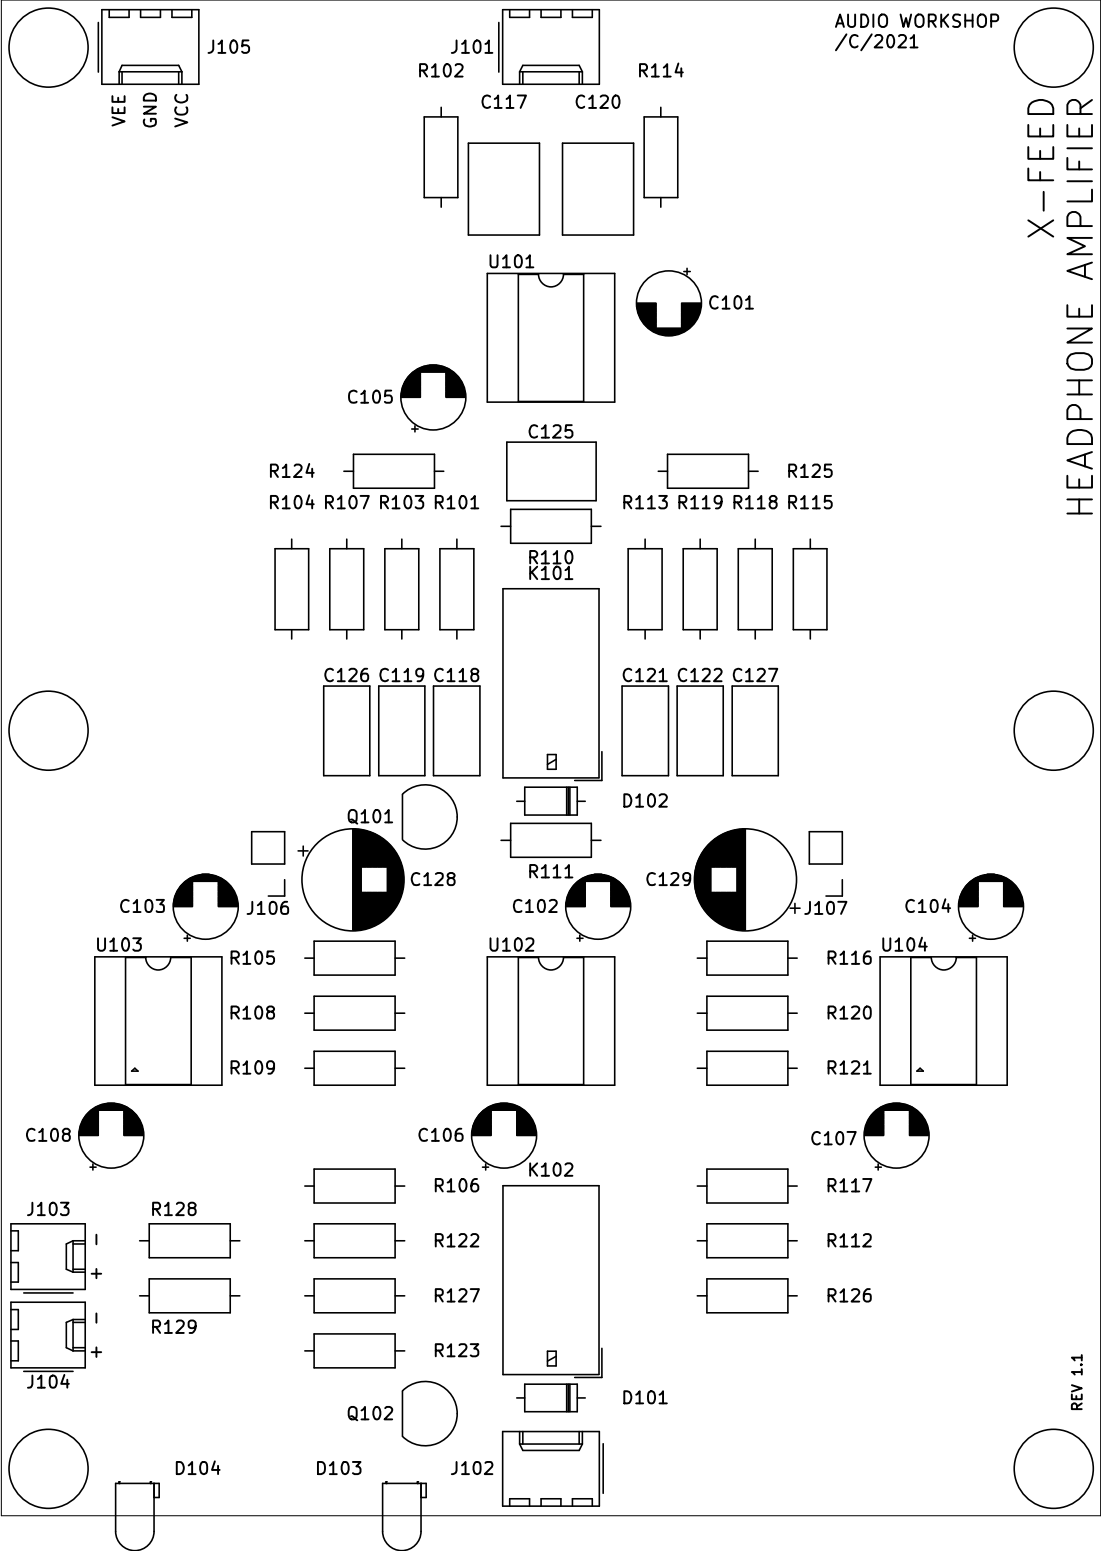 AUDIO WORKSHOP
/C/2021
J105
J101
R102
R114
C117
C120
VEE
GND
VCC
X-FEED
HEADPHONE AMPLIFIER
U101
C101
C105
C125
R124
R125
R104
R107
R103
R101
R113
R119
R118
R115
R110
K101
C126
C119
C118
C121
C122
C127
D102
Q101
+
R111
C128
C129
C103
J106
C102
+
J107
C104
U103
R105
U102
R116
U104
R108
R120
R109
R121
C108
C106
C107
K102
R106
R117
J103
R128
-
+
R122
R112
R127
R126
-
+
R129
J104
R123
REV 1.1
D101
Q102
D104
D103
J102